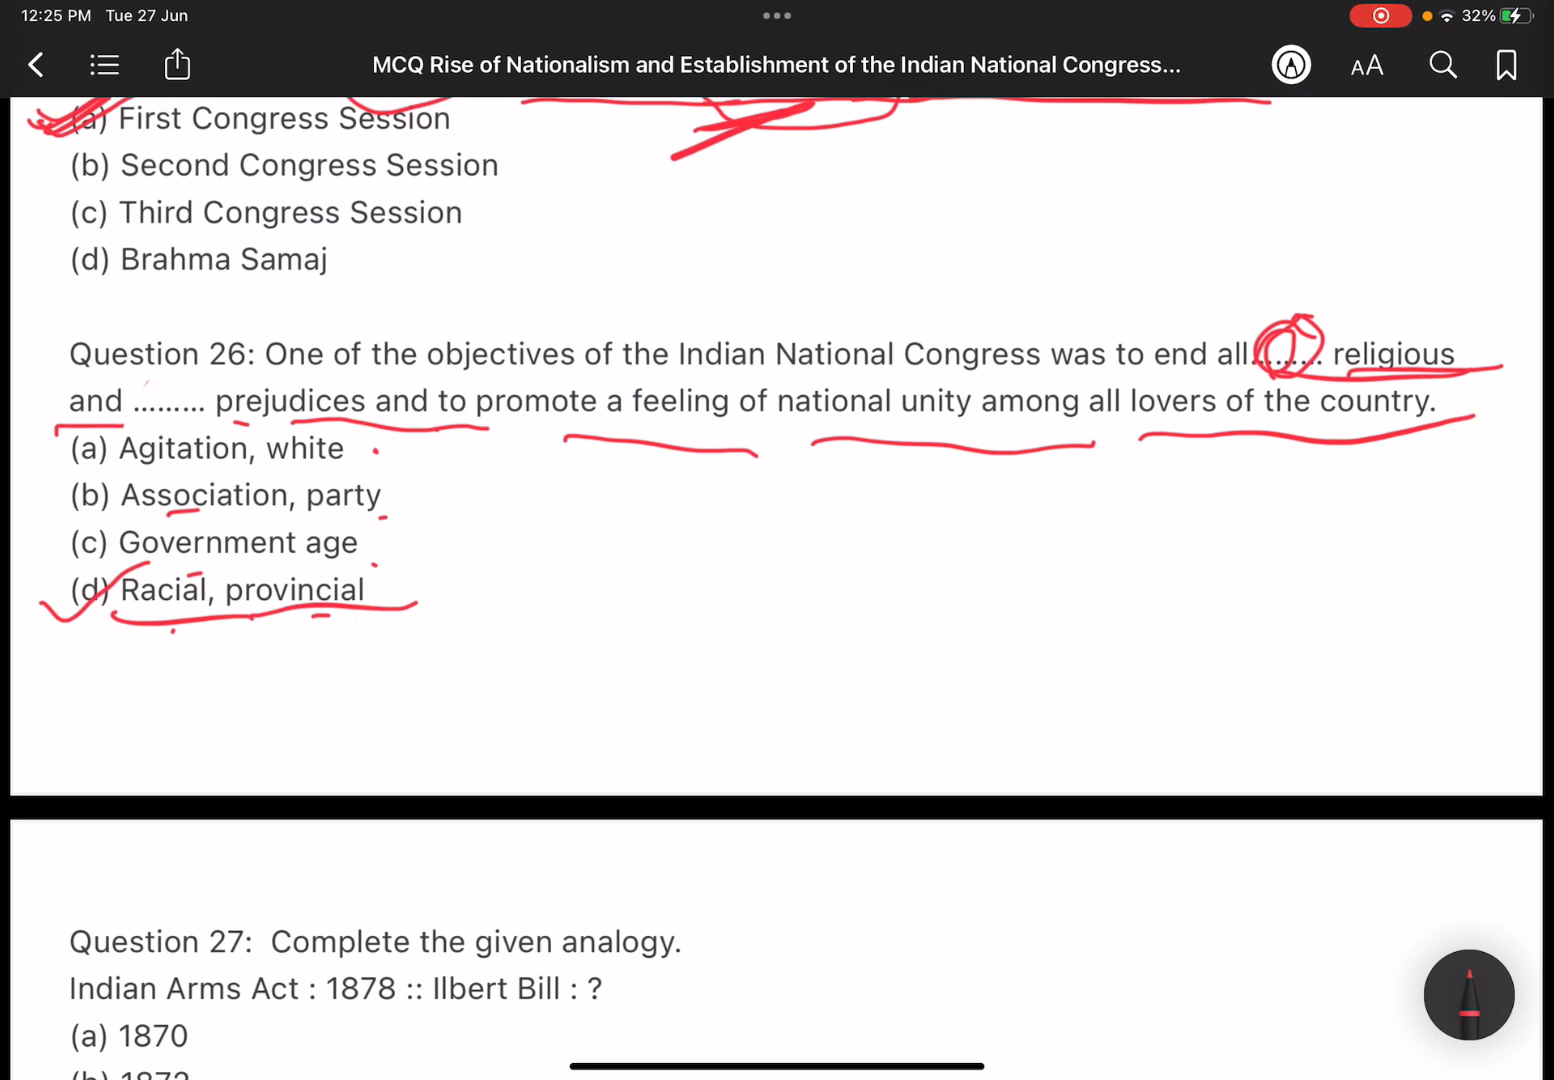 12:25 PM Tue 27 Jun
32%
MCQ Rise of Nationalism and Establishment of the Indian National Congress...
AA
(a) First Congress Session
(b) Second Congress Session
(c) Third Congress Session
(d) Brahma Samaj
Question 26: One of the objectives of the Indian National Congress was to end all......... religious
and ......... prejudices and to promote a feeling of national unity among all lovers of the country.
(a) Agitation, white
(b) Association, party
(c) Government age
(d) Racial, provincial
Question 27: Complete the given analogy.
Indian Arms Act : 1878 :: Ilbert Bill : ?
(a) 1870
(b) 1873